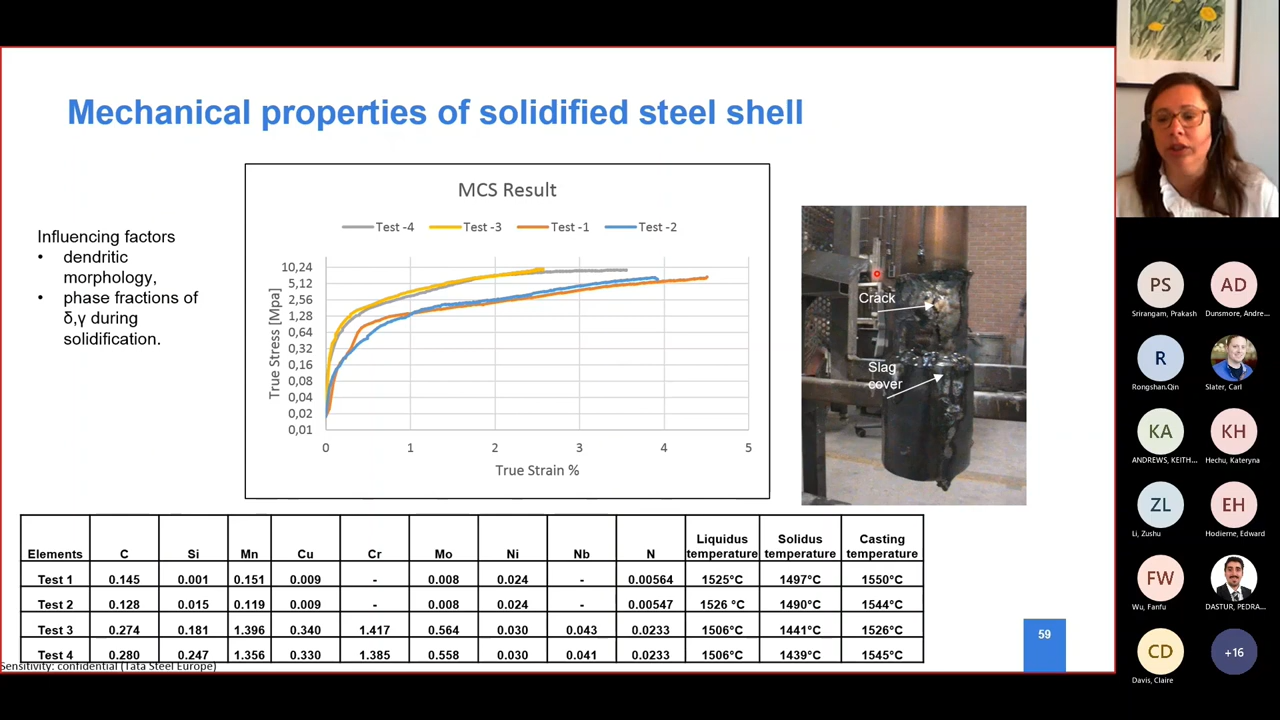 Mechanical properties of solidified steel shell
Influencing factors
• dendritic
morphology,
• phase fractions of
δ,γ during
solidification.
MCS Result
Test -4 Test -3 Test -1 Test -2
True Stress [Mpa]
10,24
5,12
2,56
1,28
0,64
0,32
0,16
0,08
0,04
0,02
0,01
0 1 2 3 4 5
True Strain %
Crack
Slag
cover
Elements C Si Mn Cu Cr Mo Ni Nb N Liquidus temperature Solidus temperature Casting temperature
Test 1 0.145 0.001 0.151 0.009 - 0.008 0.024 - 0.00564 1525°C 1497°C 1550°C
Test 2 0.128 0.015 0.119 0.009 - 0.008 0.024 - 0.00547 1526 °C 1490°C 1544°C
Test 3 0.274 0.181 1.396 0.340 1.417 0.564 0.030 0.043 0.0233 1506°C 1441°C 1526°C
Test 4 0.280 0.247 1.356 0.330 1.385 0.558 0.030 0.041 0.0233 1506°C 1439°C 1545°C
Sensitivity: confidential (Tata Steel Europe)
59
PS AD
Srirangam, Prakash Dunsmore, Andre...
R
Rongshan.Qin Slater, Carl
KA KH
ANDREWS, KEITH... Hechu, Kateryna
ZL EH
Li, Zushu Hodierne, Edward
FW
Wu, Fanfu DASTUR, PEDRA...
CD +16
Davis, Claire